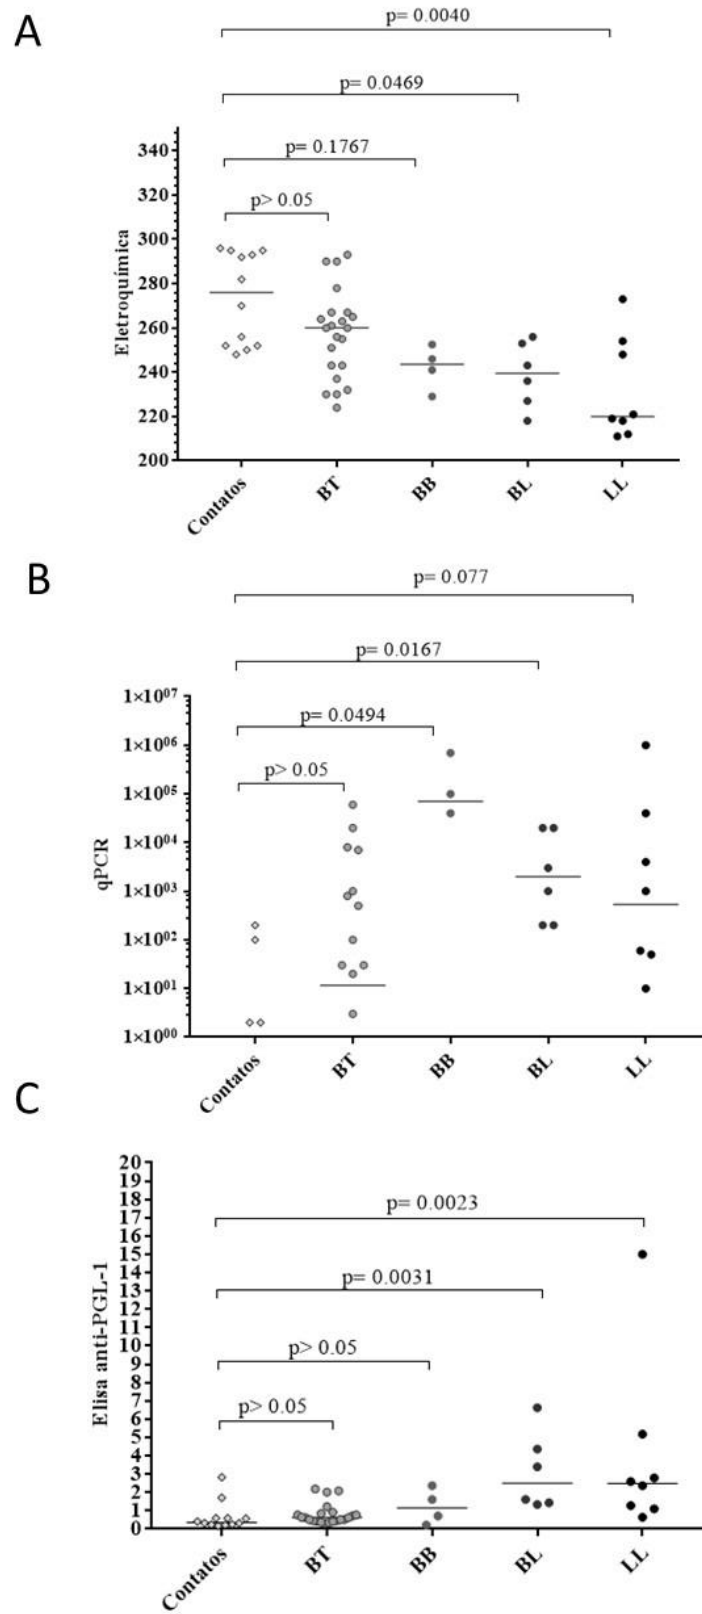 A
p= 0.0040
p= 0.0469
p= 0.1767
p> 0.05
Eletroquímica
340
320
300
280
260
240
220
200
Contatos BT BB BL LL
B
p= 0.077
p= 0.0167
p= 0.0494
p> 0.05
qPCR
1×10⁰⁷
1×10⁰⁶
1×10⁰⁵
1×10⁰⁴
1×10⁰³
1×10⁰²
1×10⁰¹
1×10⁰⁰
Contatos BT BB BL LL
C
p= 0.0023
p= 0.0031
p> 0.05
p> 0.05
Elisa anti-PGL-1
20
19
18
17
16
15
14
13
12
11
10
9
8
7
6
5
4
3
2
1
0
Contatos BT BB BL LL